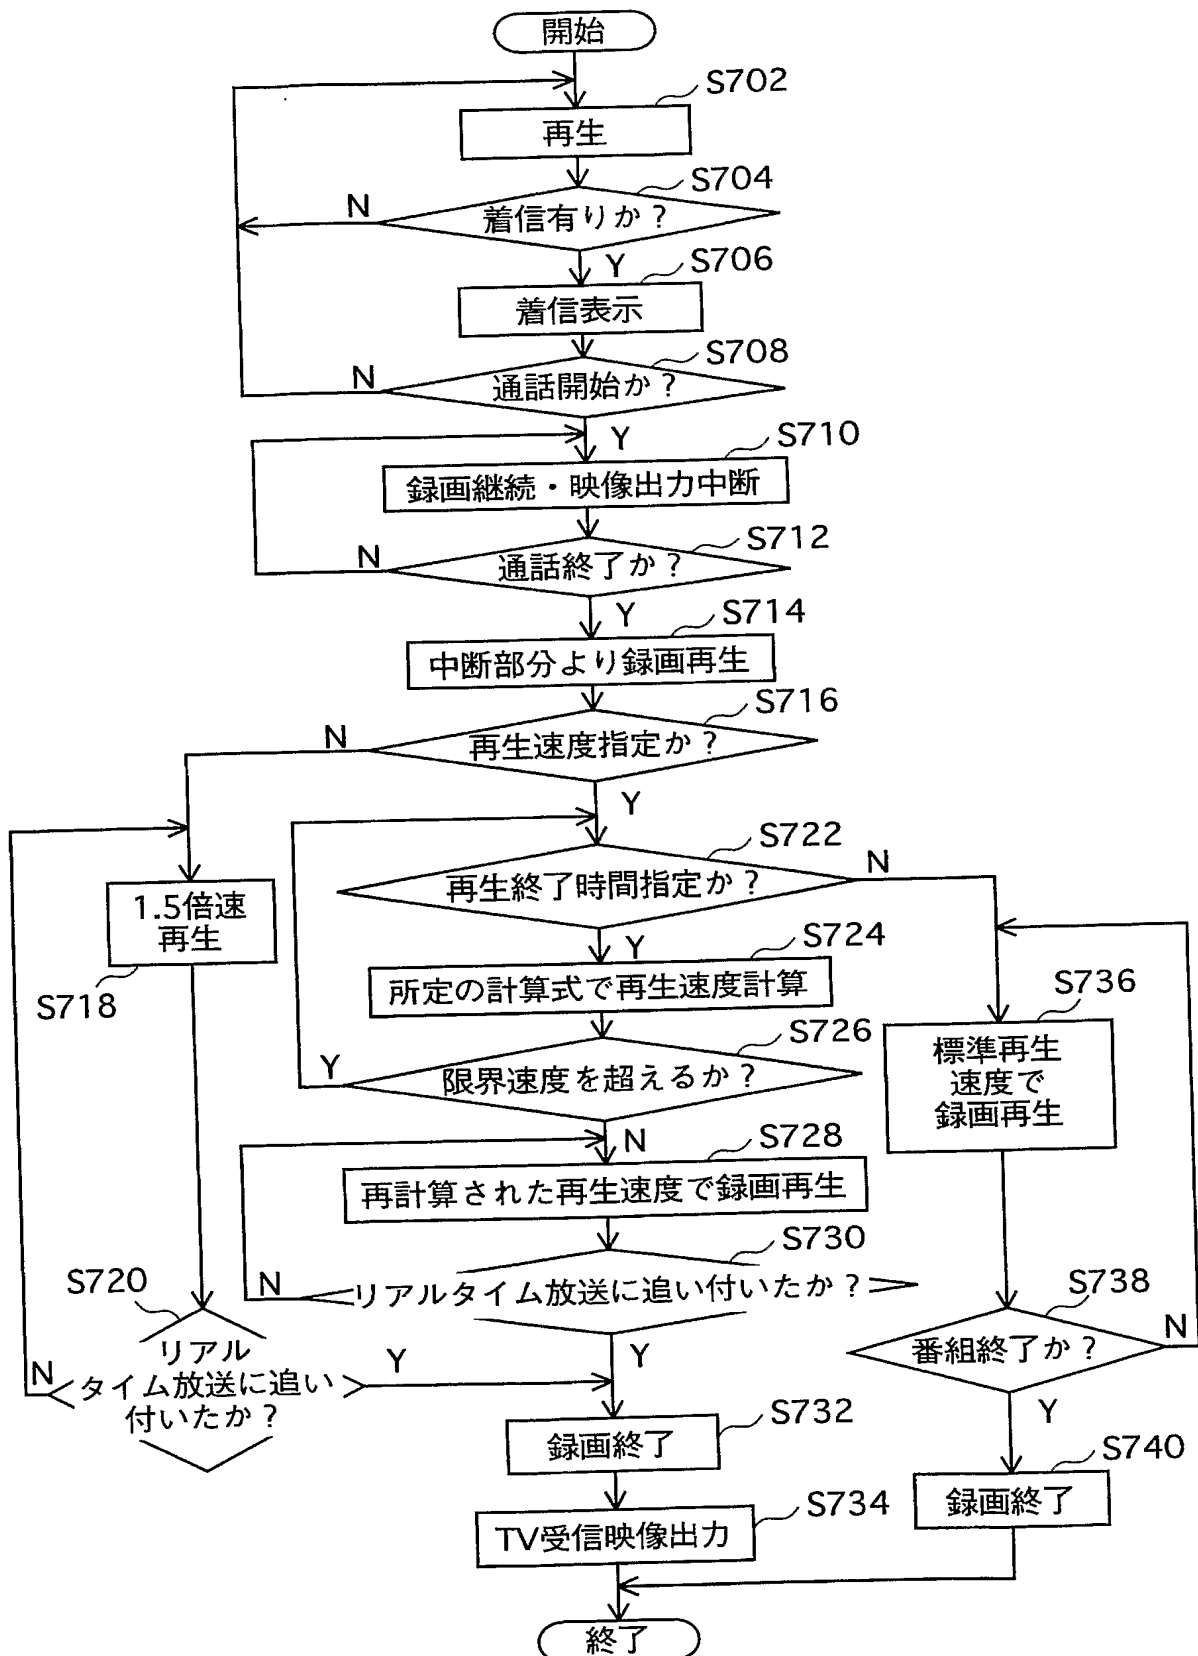 開始
S702
再生
S704
着信有りか?
N
Y
S706
着信表示
S708
通話開始か?
N
Y
S710
録画継続・映像出力中断
S712
通話終了か?
N
Y
S714
中断部分より録画再生
S716
再生速度指定か?
N
Y
S722
再生終了時間指定か?
N
1.5倍速
再生
S718
Y
S724
所定の計算式で再生速度計算
S726
限界速度を超えるか?
Y
N
S736
標準再生
速度で
録画再生
S728
再計算された再生速度で録画再生
S730
リアルタイム放送に追い付いたか?
N
Y
S720
リアル
タイム放送に追い
付いたか?
N
Y
S738
番組終了か?
N
Y
S732
録画終了
S740
録画終了
S734
TV受信映像出力
終了